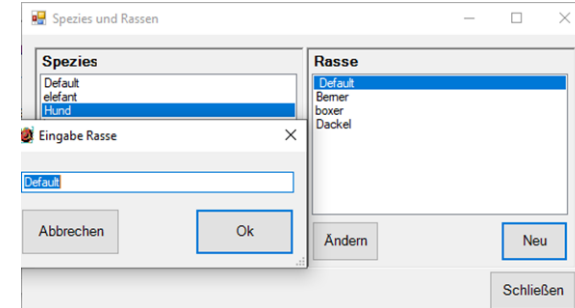 Spezies und Rassen
Spezies
Default
elefant
Hund
Rasse
Default
Berner
boxer
Dackel
Eingabe Rasse
Default
Abbrechen
Ok
Ändern
Neu
Schließen